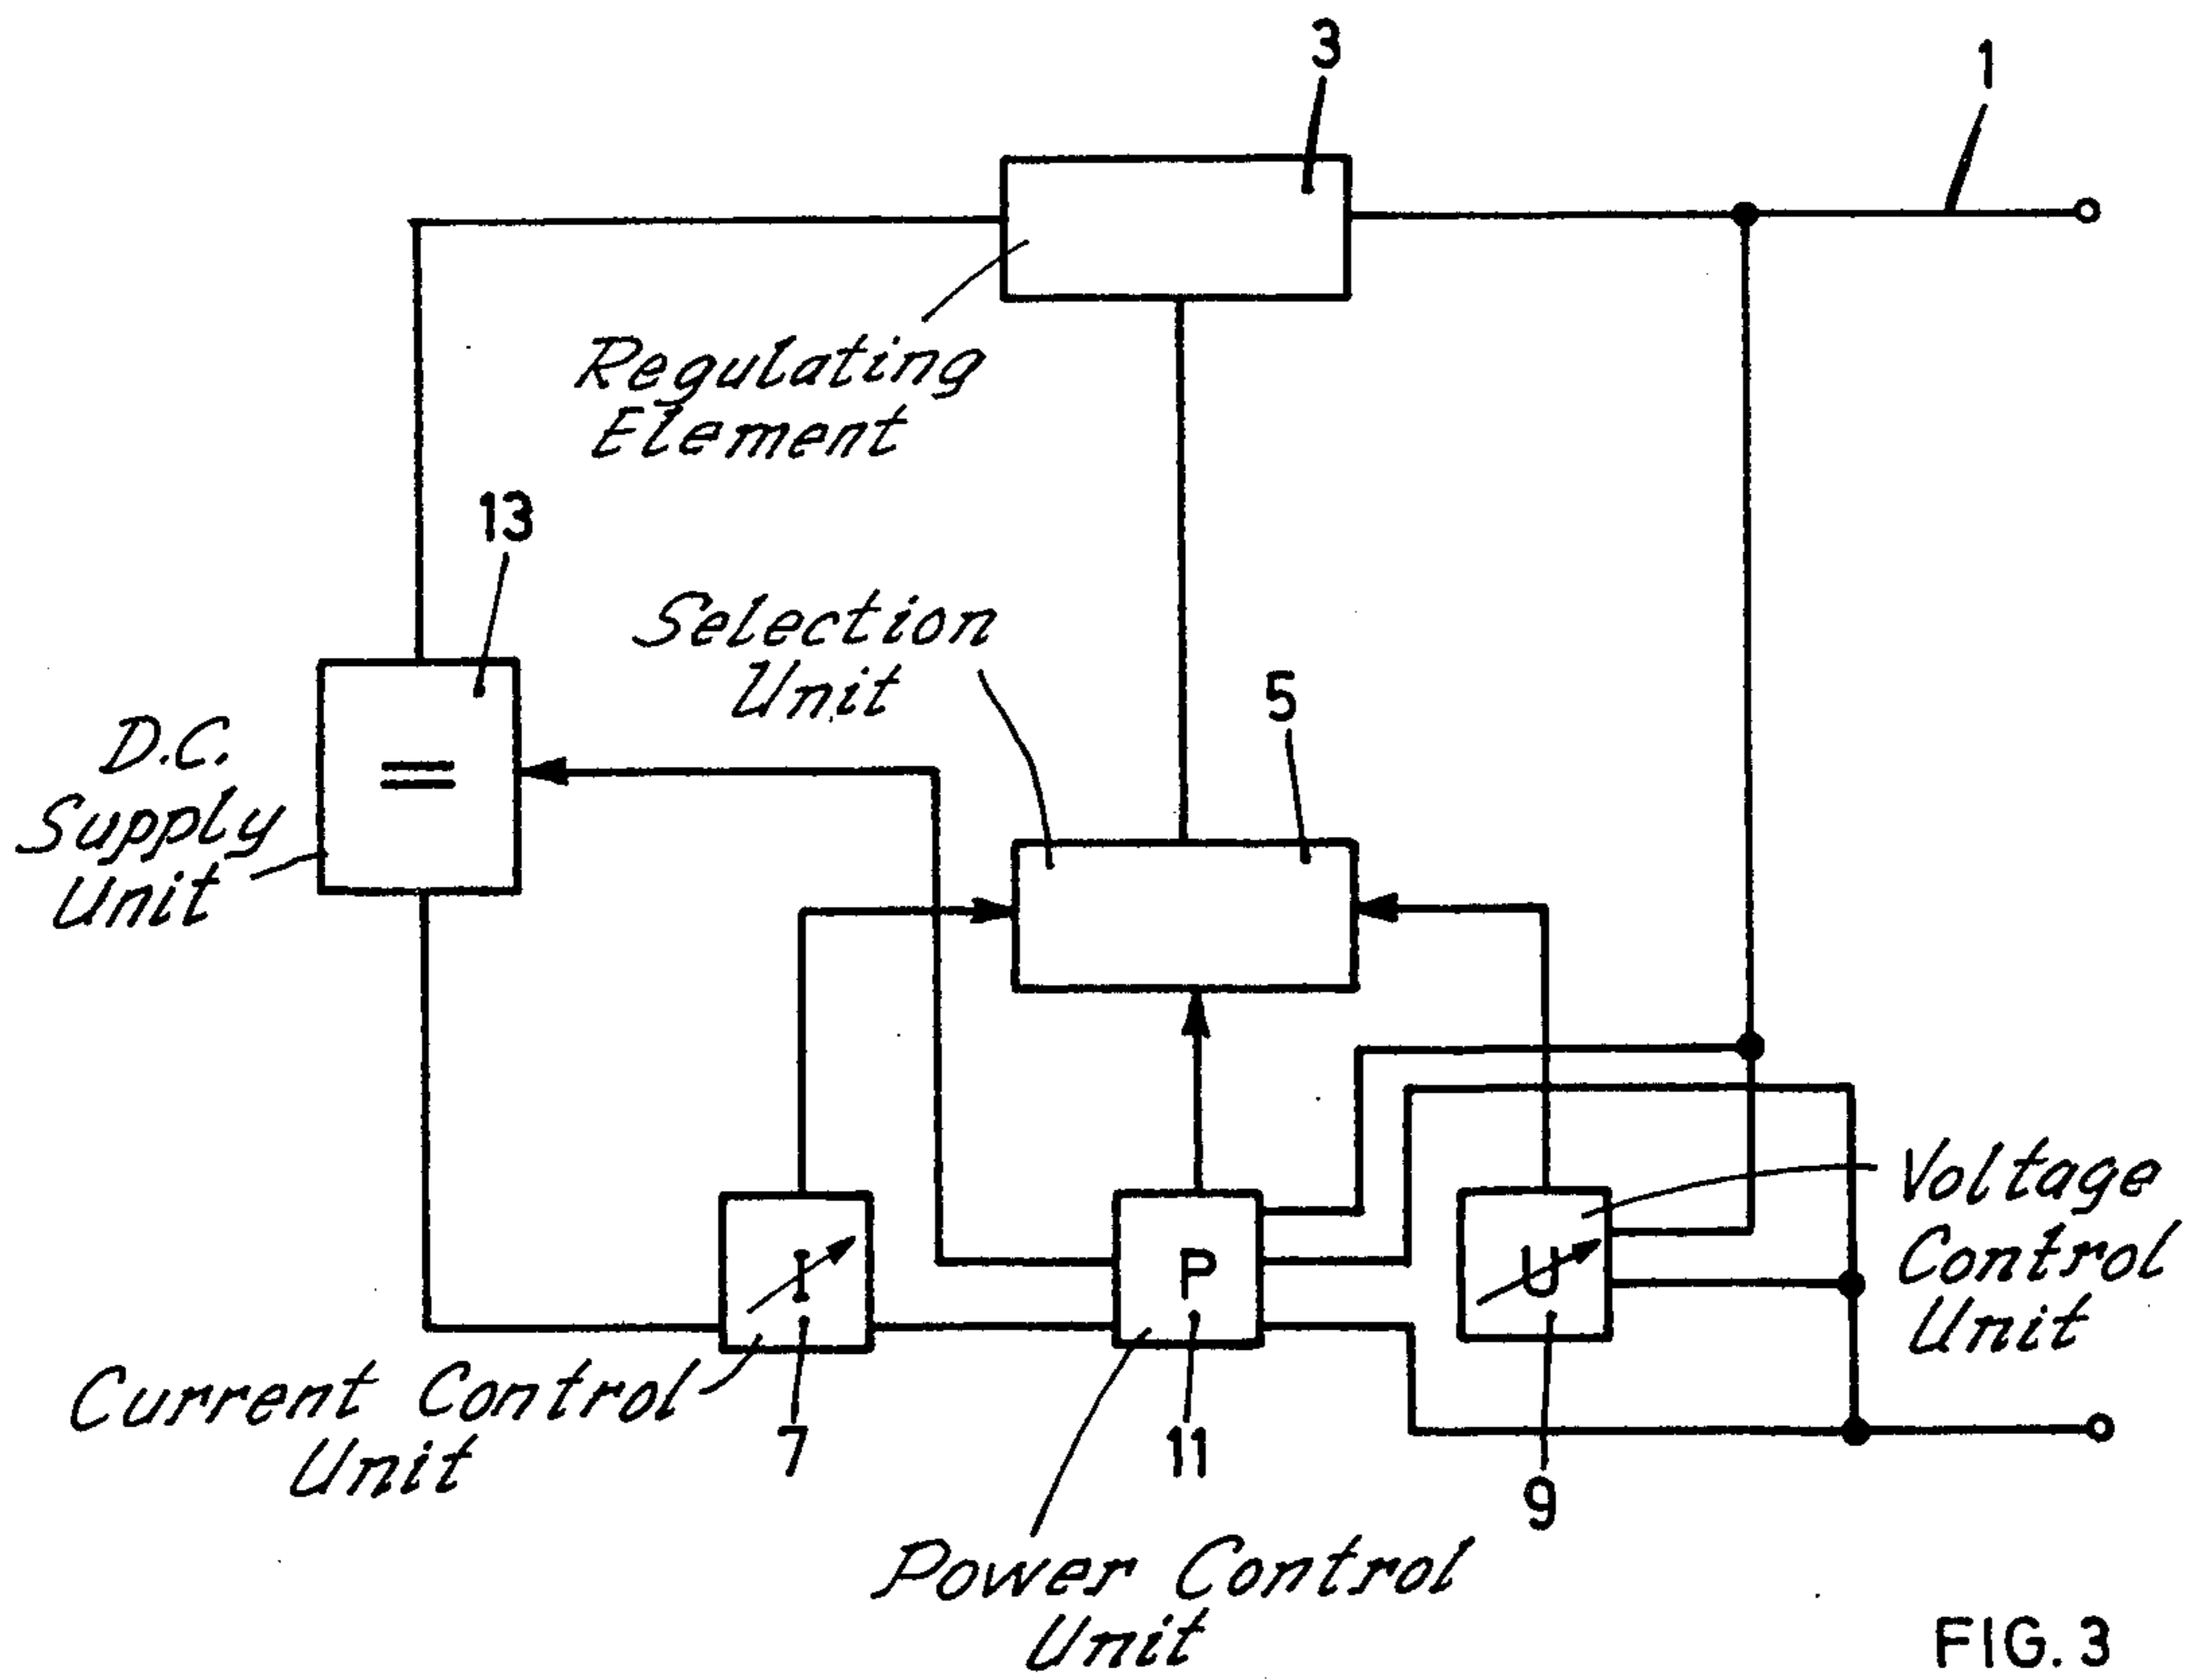 3
1
Regulating
Element
13
Selection
Unit
5
D.C.
Supply
Unit
=
I
P
U
Voltage
Control
Unit
Current Control
Unit
7
11
9
Power Control
Unit
FIG. 3